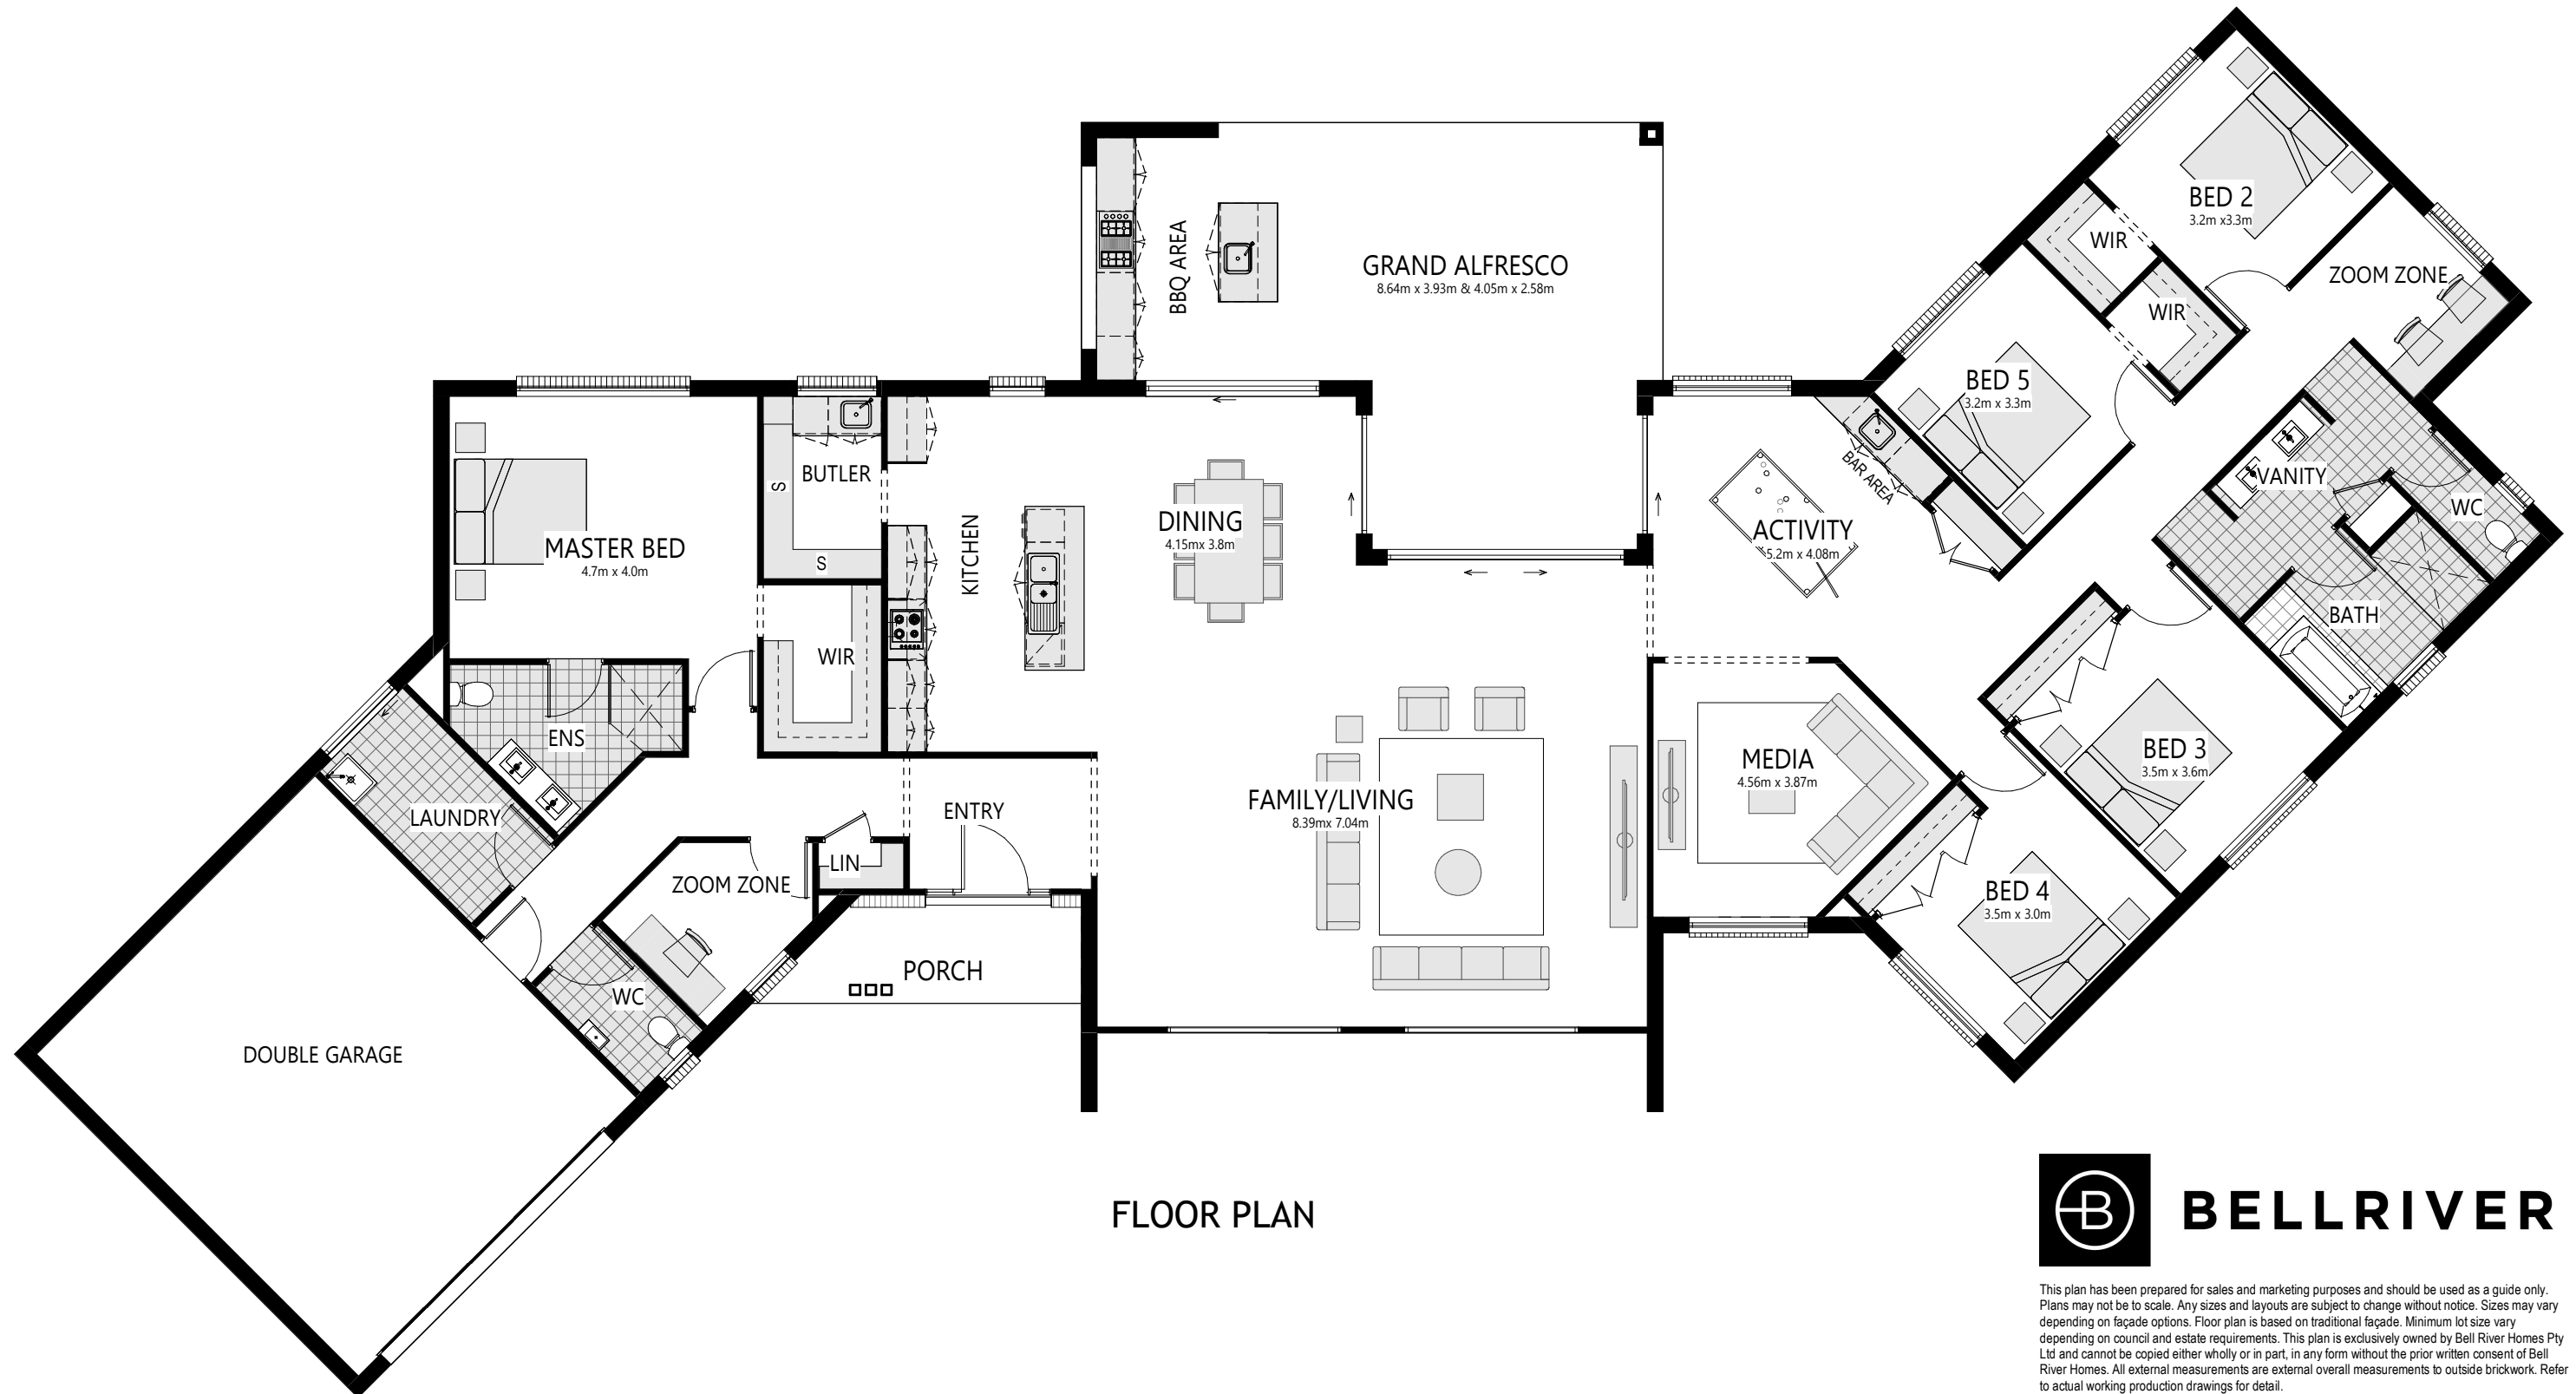 BED 2
3.2m x3.3m
WIR
ZOOM ZONE
WIR
BBQ AREA
GRAND ALFRESCO
8.64m x 3.93m & 4.05m x 2.58m
BED 5
3.2m x 3.3m
BUTLER
S
S
BAR AREA
VANITY
WC
MASTER BED
4.7m x 4.0m
KITCHEN
DINING
4.15mx 3.8m
ACTIVITY
5.2m x 4.08m
BATH
WIR
ENS
MEDIA
4.56m x 3.87m
BED 3
3.5m x 3.6m
LAUNDRY
ENTRY
FAMILY/LIVING
8.39mx 7.04m
LIN
ZOOM ZONE
BED 4
3.5m x 3.0m
PORCH
WC
DOUBLE GARAGE
FLOOR PLAN
B BELLRIVER
This plan has been prepared for sales and marketing purposes and should be used as a guide only.
Plans may not be to scale. Any sizes and layouts are subject to change without notice. Sizes may vary
depending on façade options. Floor plan is based on traditional façade. Minimum lot size vary
depending on council and estate requirements. This plan is exclusively owned by Bell River Homes Pty
Ltd and cannot be copied either wholly or in part, in any form without the prior written consent of Bell
River Homes. All external measurements are external overall measurements to outside brickwork. Refer
to actual working production drawings for detail.